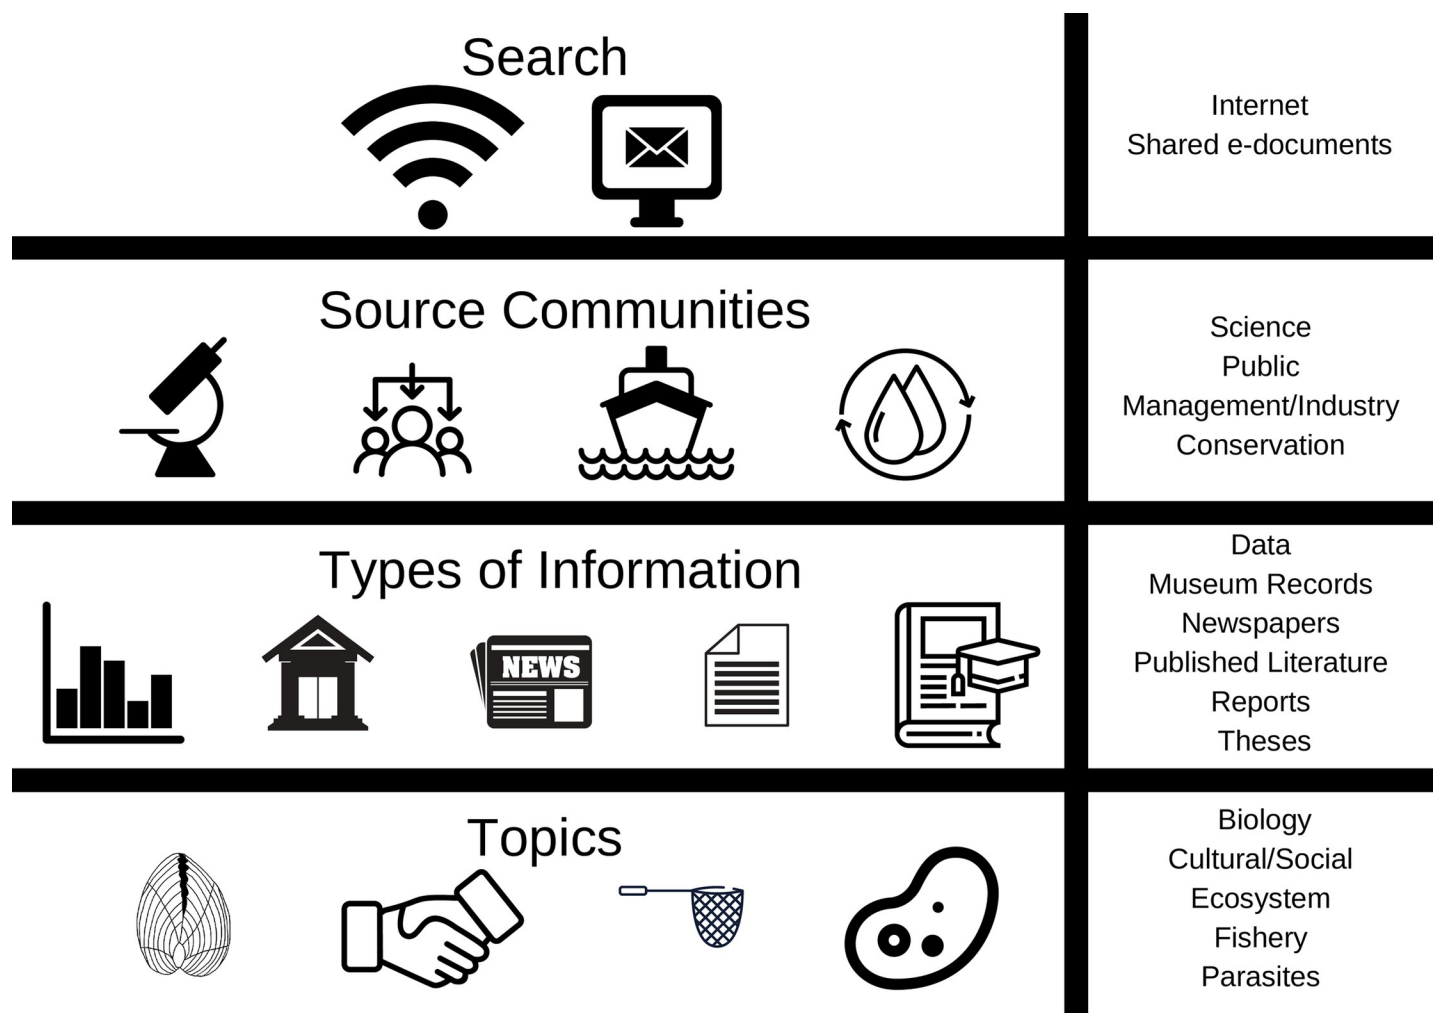 Search
Internet
Shared e-documents
Source Communities
Science
Public
Management/Industry
Conservation
Types of Information
NEWS
Data
Museum Records
Newspapers
Published Literature
Reports
Theses
Topics
Biology
Cultural/Social
Ecosystem
Fishery
Parasites